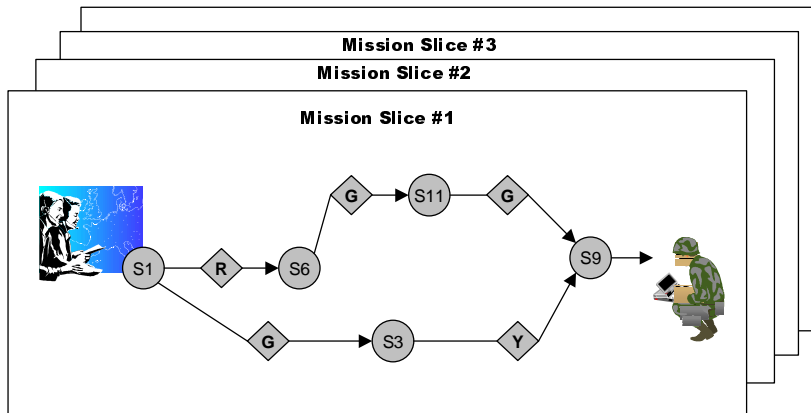 Mission Slice #3
Mission Slice #2
Mission Slice #1
G
S11
G
S1
R
S6
S9
G
S3
Y